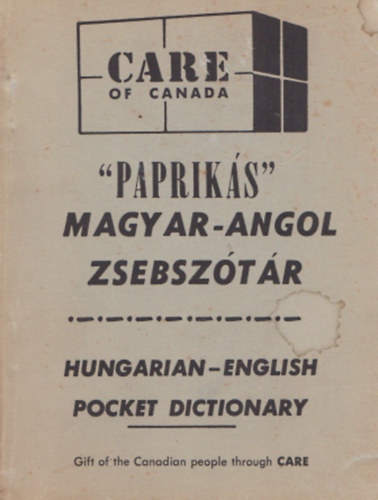 CARE
OF CANADA
“PAPRIKÁS”
MAGYAR-ANGOL
ZSEBSZÓTÁR
HUNGARIAN–ENGLISH
POCKET DICTIONARY
Gift of the Canadian people through CARE